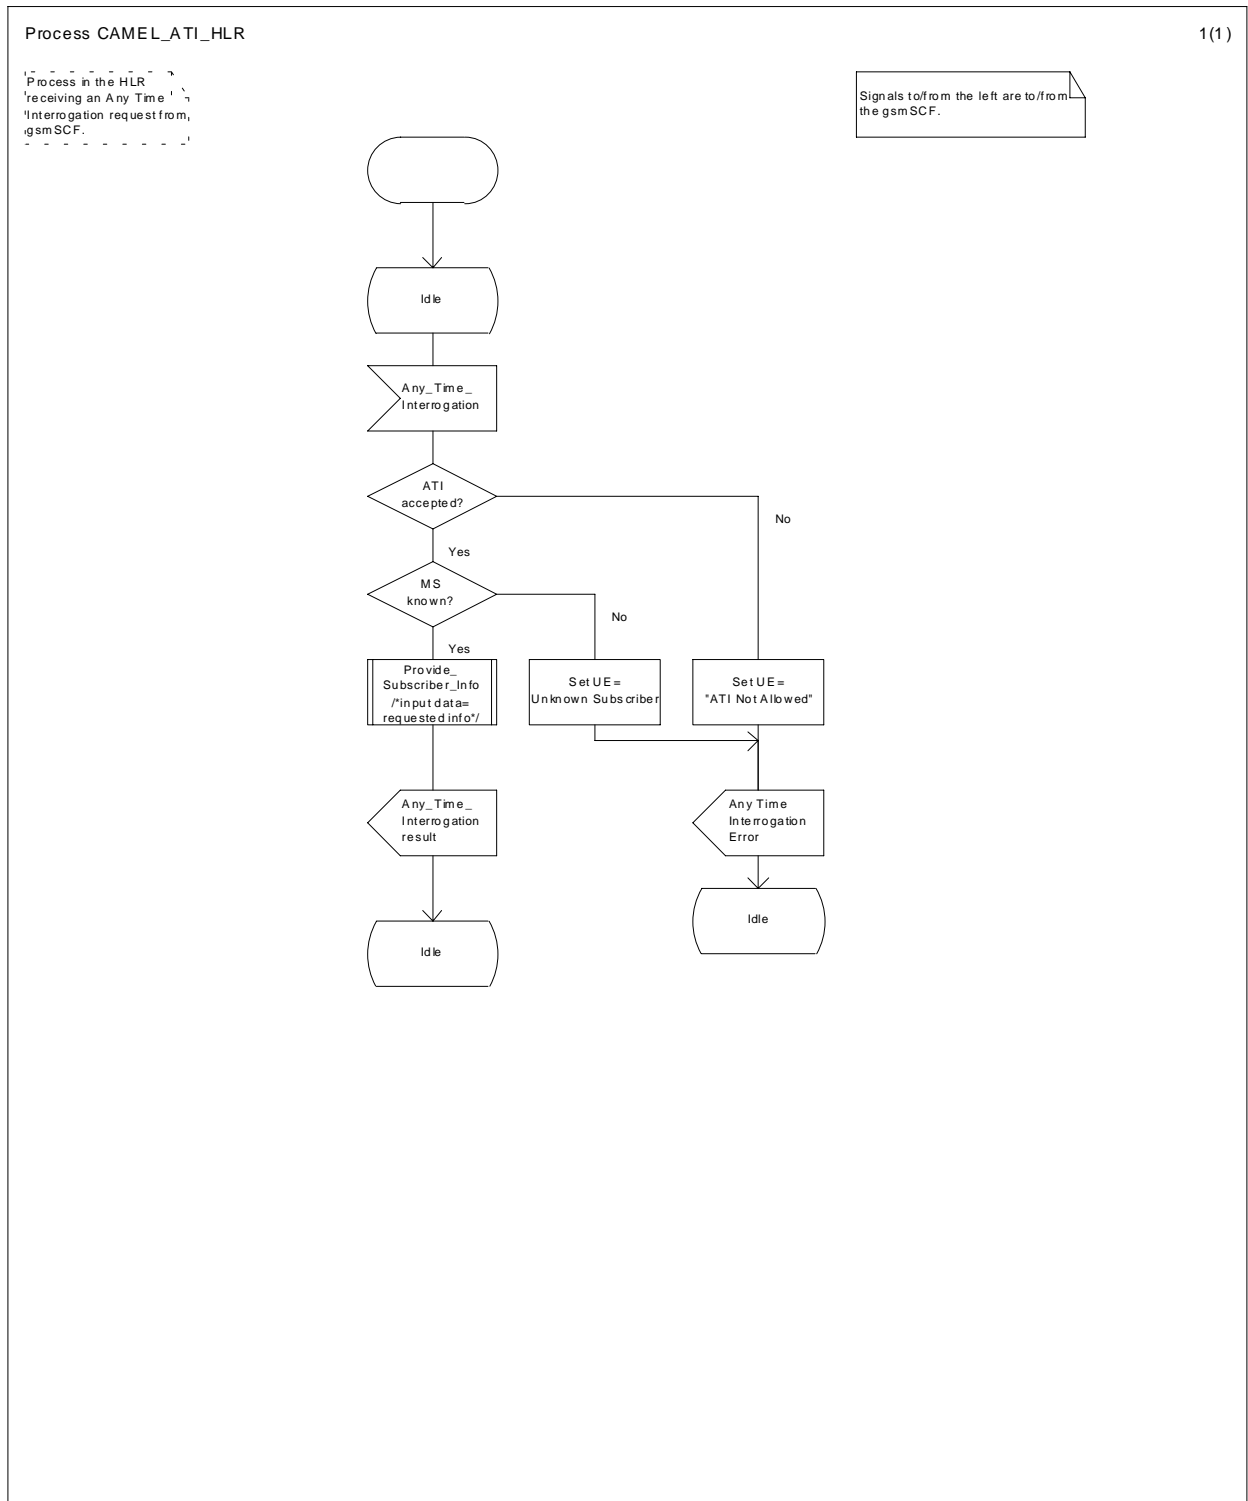 Process CAMEL_ATI_HLR
1(1)
Process in the HLR
receiving an Any Time
Interrogation request from
gsmSCF.
Signals to/from the left are to/from
the gsmSCF.
Idle
Any_Time_
Interrogation
ATI
accepted?
No
Yes
MS
known?
No
Yes
Provide_
Subscriber_Info
/*input data=
requested info*/
Set UE=
Unknown Subscriber
Set UE=
"ATI Not Allowed"
Any_Time_
Interrogation
result
Any Time
Interrogation
Error
Idle
Idle